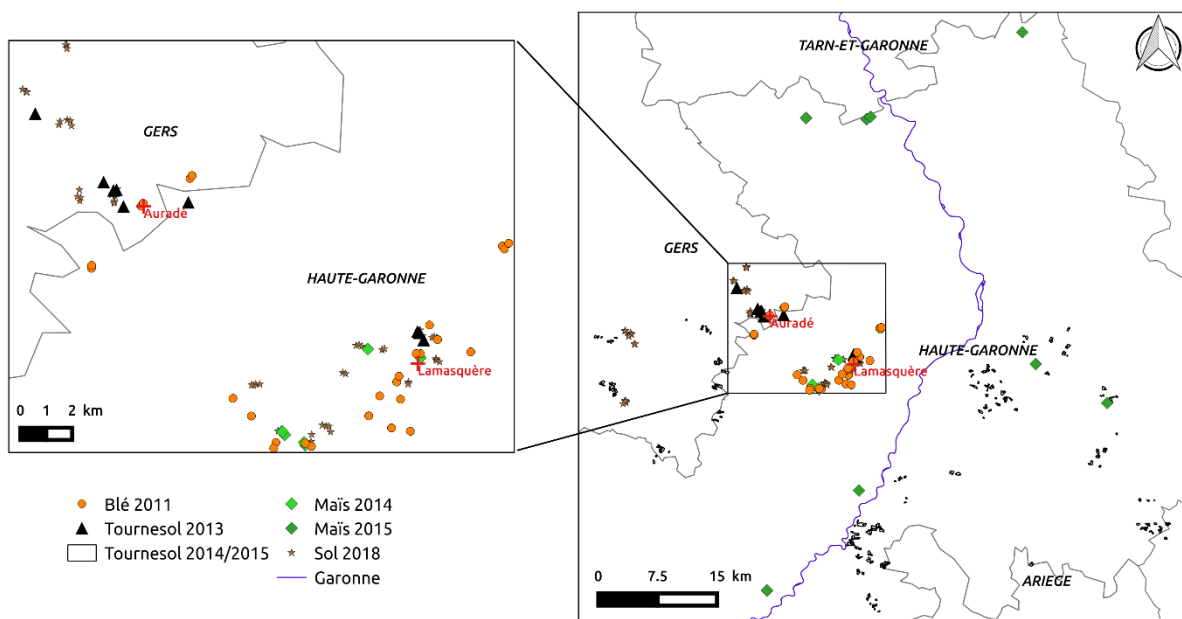 GERS
Auradé
HAUTE-GARONNE
Lamasquère
0 1 2 km
Blé 2011
Tournesol 2013
Tournesol 2014/2015
Maïs 2014
Maïs 2015
Sol 2018
Garonne
TARN-ET-GARONNE
GERS
Auradé
HAUTE-GARONNE
Lamasquère
ARIEGE
0 7.5 15 km